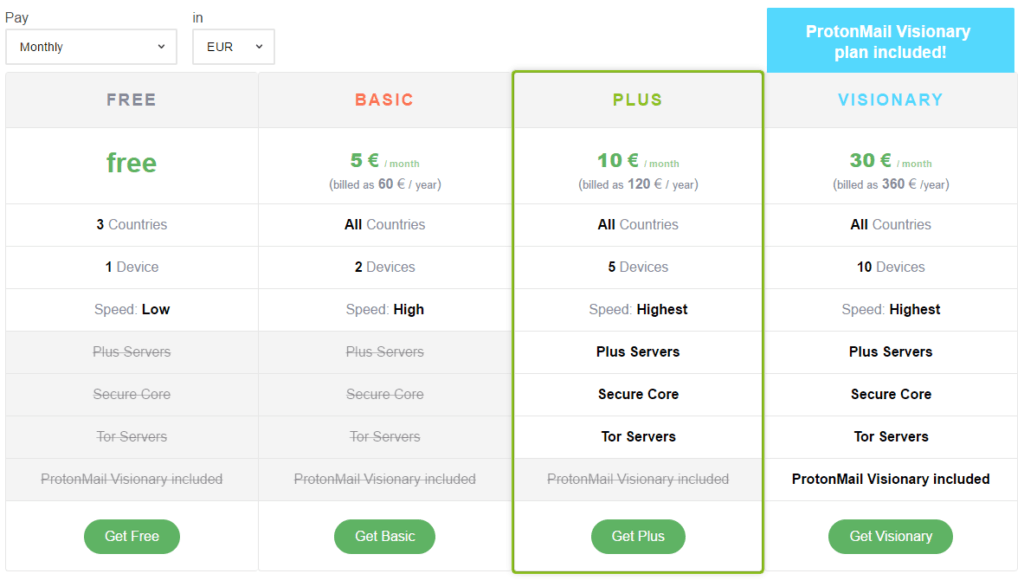 Pay in
Monthly EUR
ProtonMail Visionary
plan included!
FREE BASIC PLUS VISIONARY
free 5 € / month 10 € / month 30 € / month
(billed as 60 € / year) (billed as 120 € / year) (billed as 360 € /year)
3 Countries All Countries All Countries All Countries
1 Device 2 Devices 5 Devices 10 Devices
Speed: Low Speed: High Speed: Highest Speed: Highest
Plus Servers Plus Servers Plus Servers Plus Servers
Secure Core Secure Core Secure Core Secure Core
Tor Servers Tor Servers Tor Servers Tor Servers
ProtonMail Visionary included ProtonMail Visionary included ProtonMail Visionary included ProtonMail Visionary included
Get Free Get Basic Get Plus Get Visionary